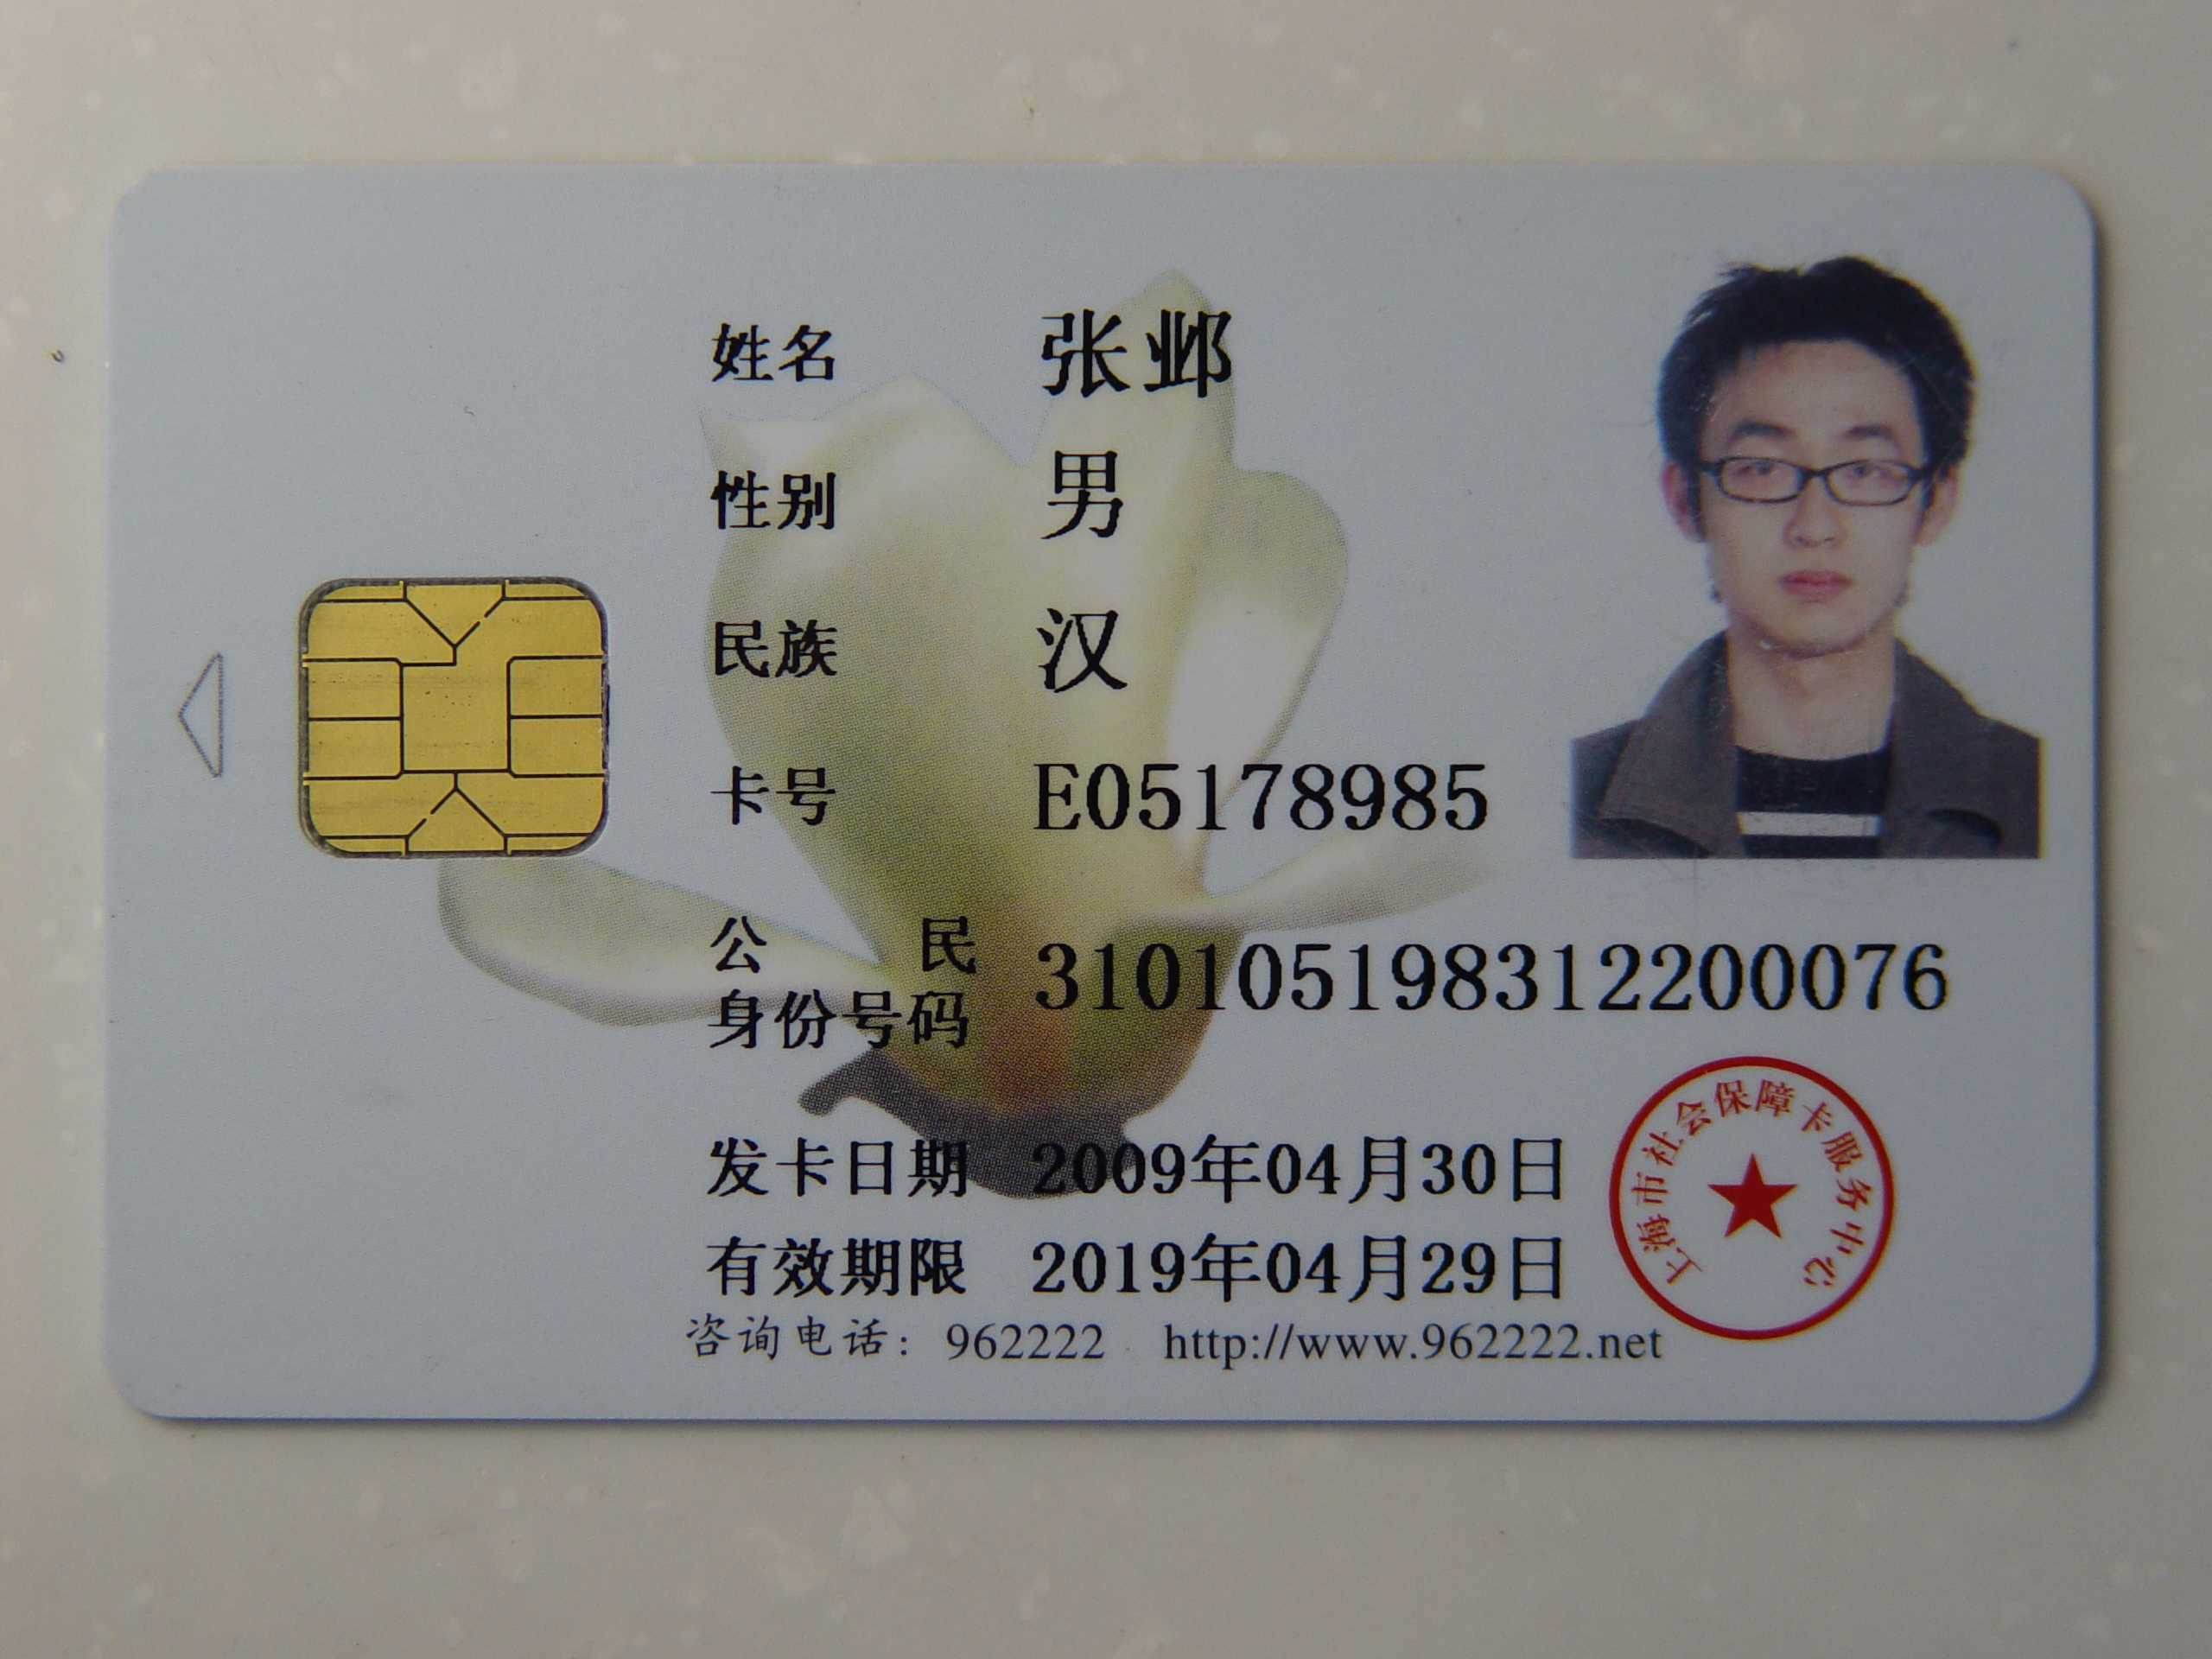 姓名 张邺
性别 男
民族 汉
卡号 E05178985
公民
身份号码 310105198312200076
发卡日期 2009年04月30日
有效期限 2019年04月29日
咨询电话：962222 http://www.962222.net
上海市社会保障卡服务中心